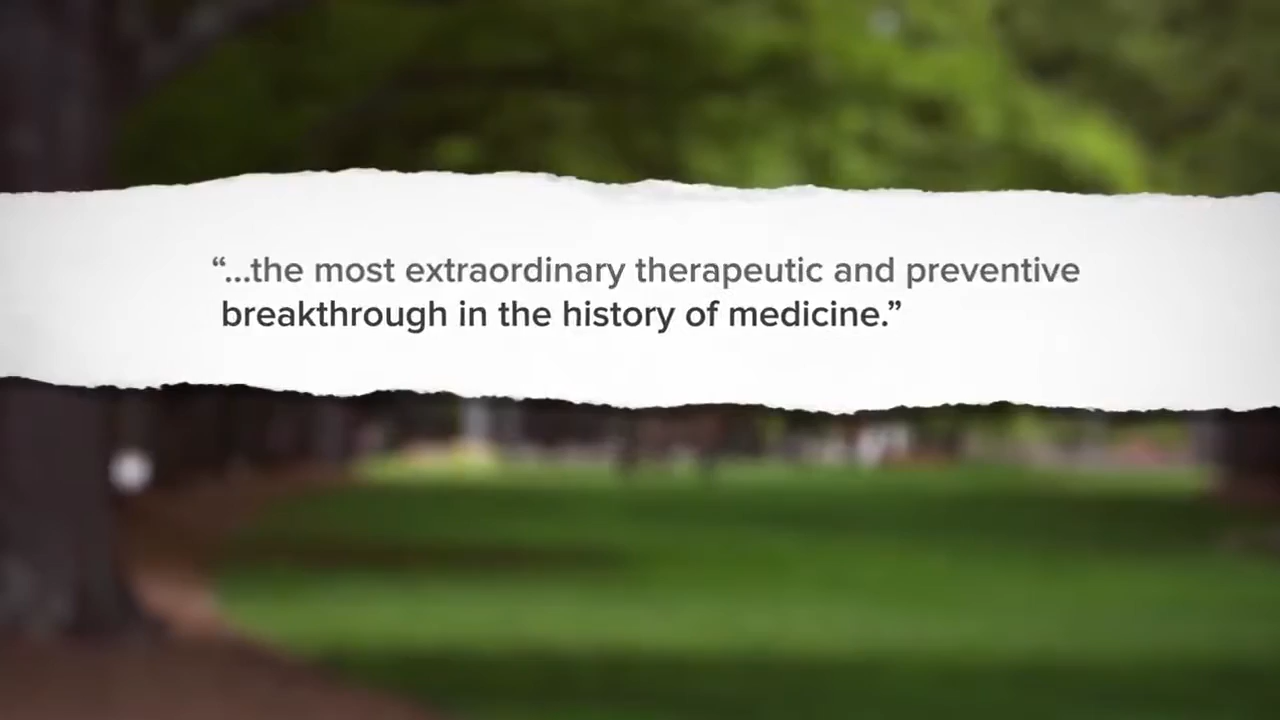 “...the most extraordinary therapeutic and preventive
breakthrough in the history of medicine.”